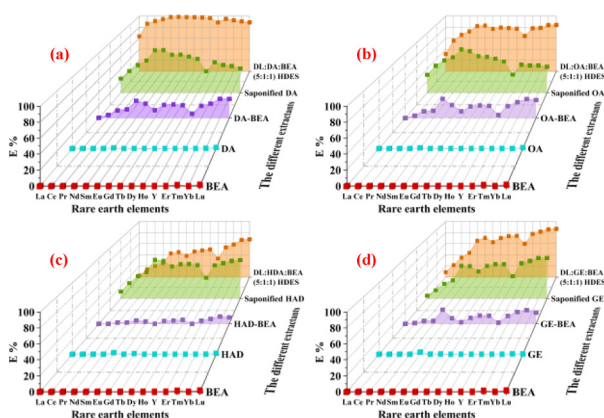 (a)
DL:DA:BEA
(5:1:1) HDES
Saponified DA
DA-BEA
DA
BEA
100
80
60
40
20
0
E %
La Ce Pr Nd Sm Eu Gd Tb Dy Ho Y Er Tm Yb Lu
Rare earth elements
The different extractants
(b)
DL:OA:BEA
(5:1:1) HDES
Saponified OA
OA-BEA
OA
BEA
100
80
60
40
20
0
E %
La Ce Pr Nd Sm Eu Gd Tb Dy Ho Y Er Tm Yb Lu
Rare earth elements
The different extractants
(c)
DL:HDA:BEA
(5:1:1) HDES
Saponified HAD
HAD-BEA
HAD
BEA
100
80
60
40
20
0
E %
La Ce Pr Nd Sm Eu Gd Tb Dy Ho Y Er Tm Yb Lu
Rare earth elements
The different extractants
(d)
DL:GE:BEA
(5:1:1) HDES
Saponified GE
GE-BEA
GE
BEA
100
80
60
40
20
0
E %
La Ce Pr Nd Sm Eu Gd Tb Dy Ho Y Er Tm Yb Lu
Rare earth elements
The different extractants